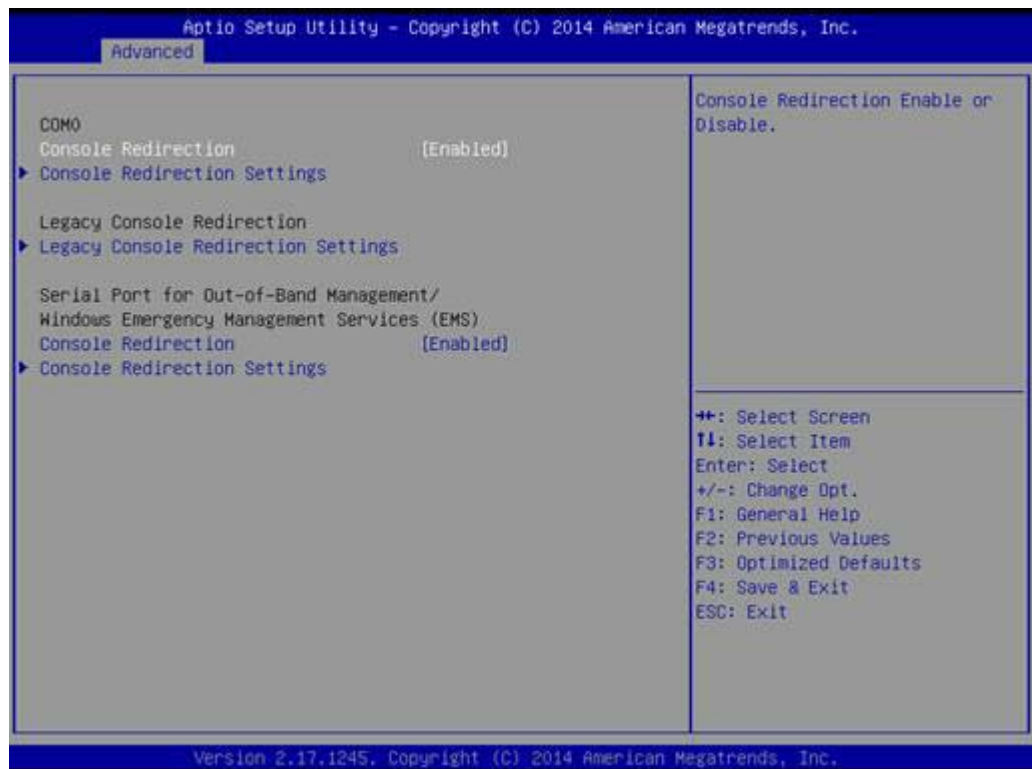 Aptio Setup Utility – Copyright (C) 2014 American Megatrends, Inc.
Advanced
COM0
Console Redirection [Enabled]
Console Redirection Settings
Legacy Console Redirection
Legacy Console Redirection Settings
Serial Port for Out-of-Band Management/
Windows Emergency Management Services (EMS)
Console Redirection [Enabled]
Console Redirection Settings
Console Redirection Enable or
Disable.
→←: Select Screen
↑↓: Select Item
Enter: Select
+/-: Change Opt.
F1: General Help
F2: Previous Values
F3: Optimized Defaults
F4: Save & Exit
ESC: Exit
Version 2.17.1245. Copyright (C) 2014 American Megatrends, Inc.